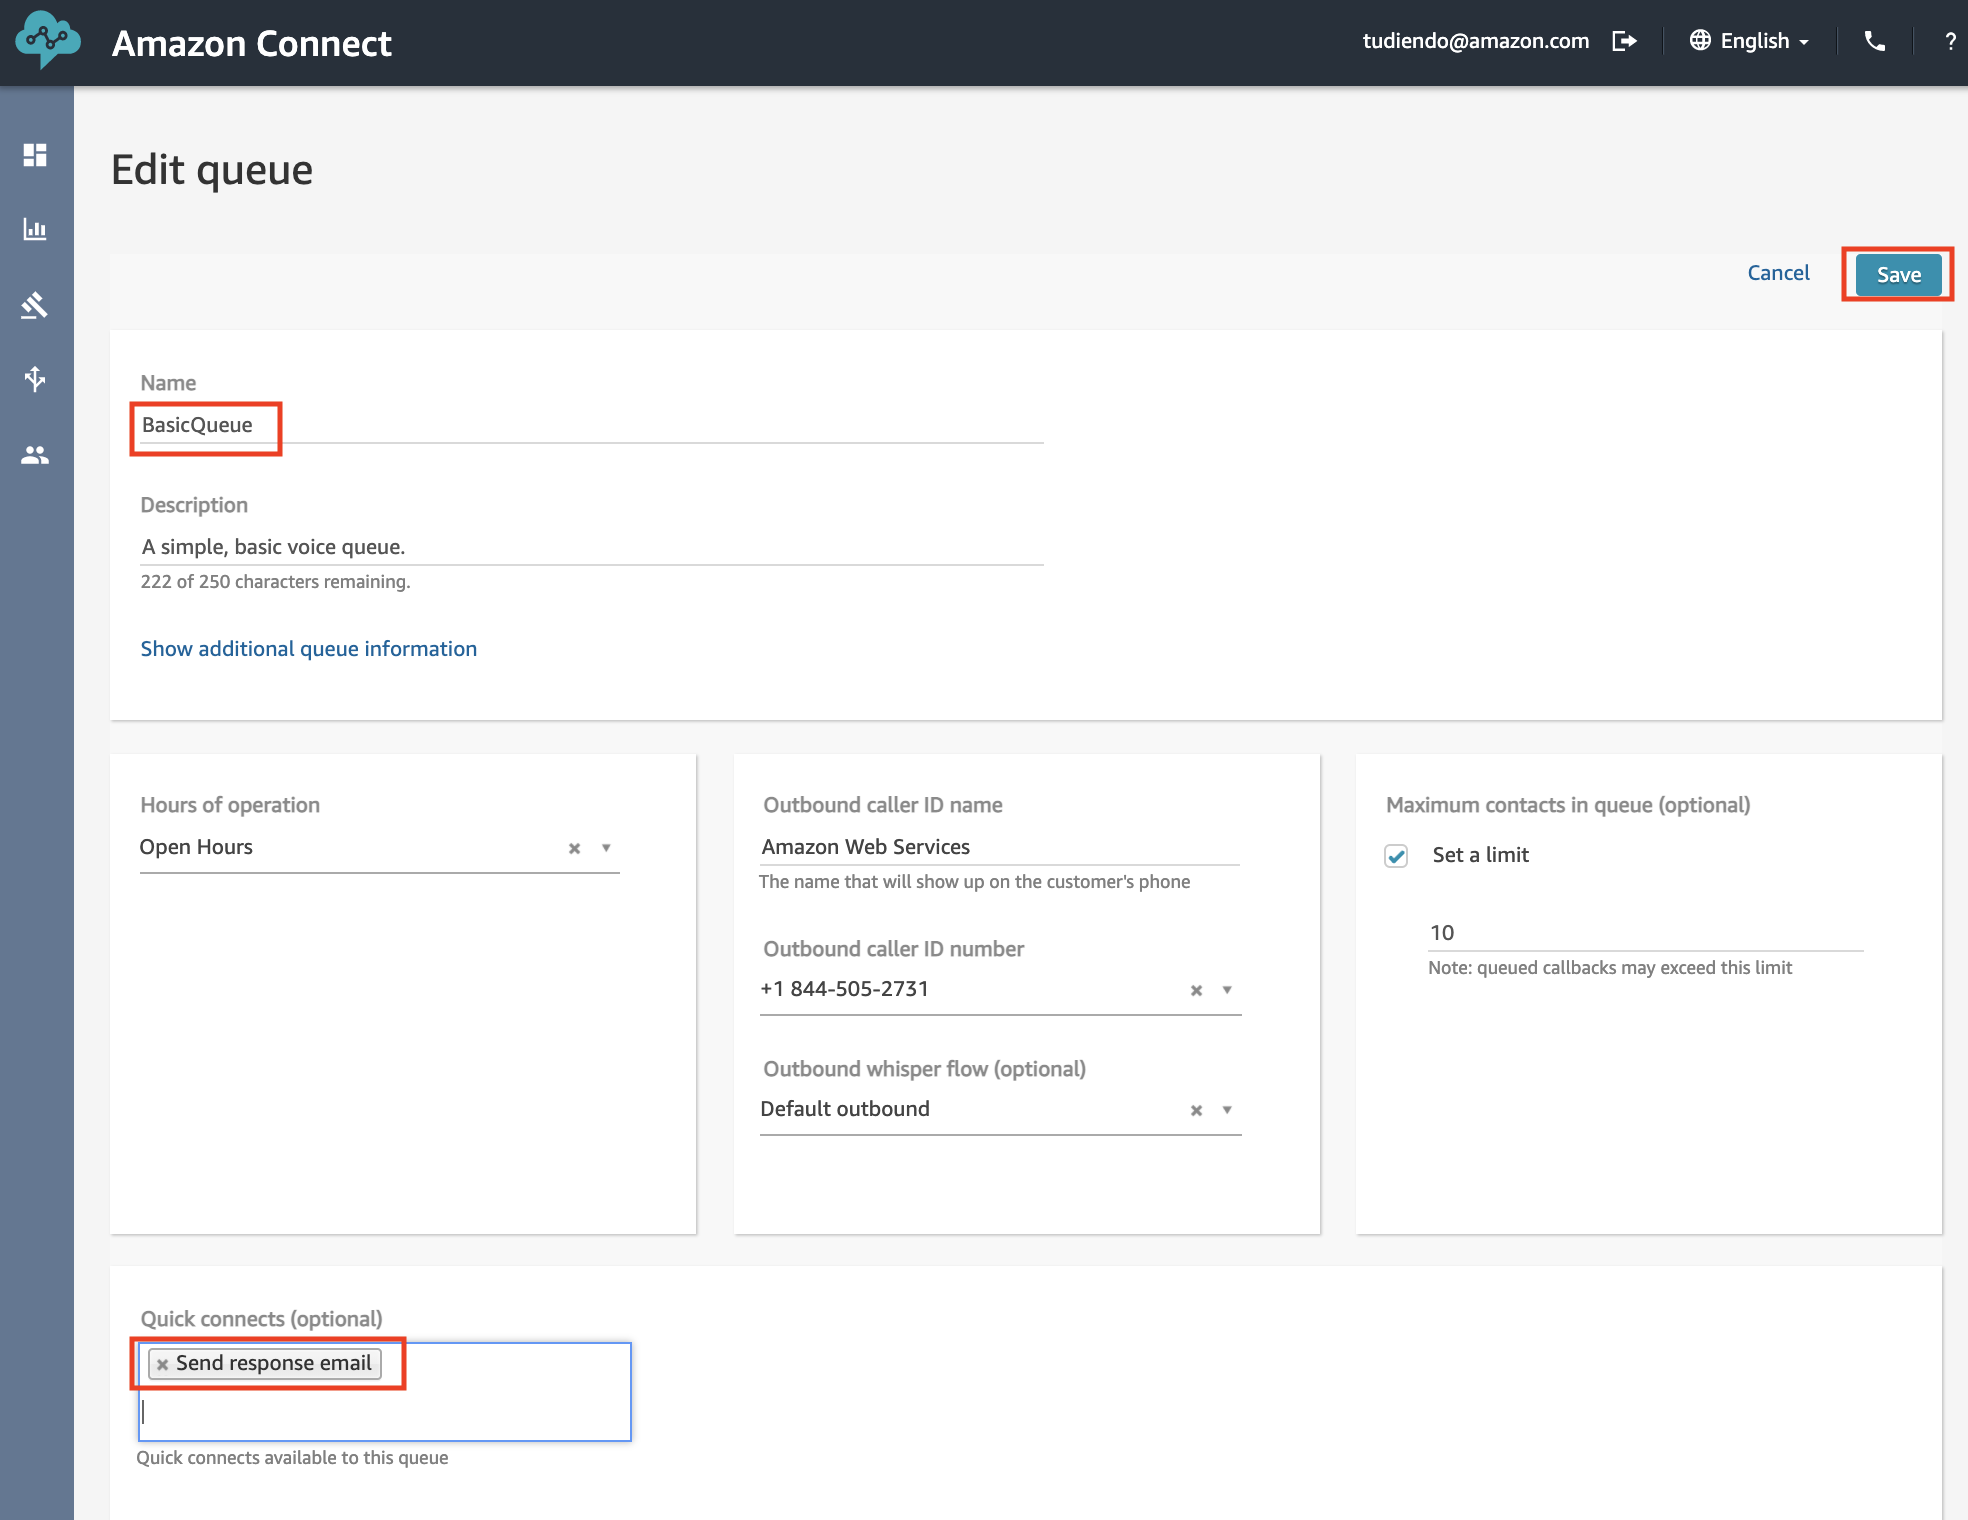 Amazon Connect
tudiendo@amazon.com
English
?
Edit queue
Cancel
Save
Name
BasicQueue
Description
A simple, basic voice queue.
222 of 250 characters remaining.
Show additional queue information
Hours of operation
Open Hours
Outbound caller ID name
Amazon Web Services
The name that will show up on the customer's phone
Outbound caller ID number
+1 844-505-2731
Outbound whisper flow (optional)
Default outbound
Maximum contacts in queue (optional)
Set a limit
10
Note: queued callbacks may exceed this limit
Quick connects (optional)
Send response email
Quick connects available to this queue